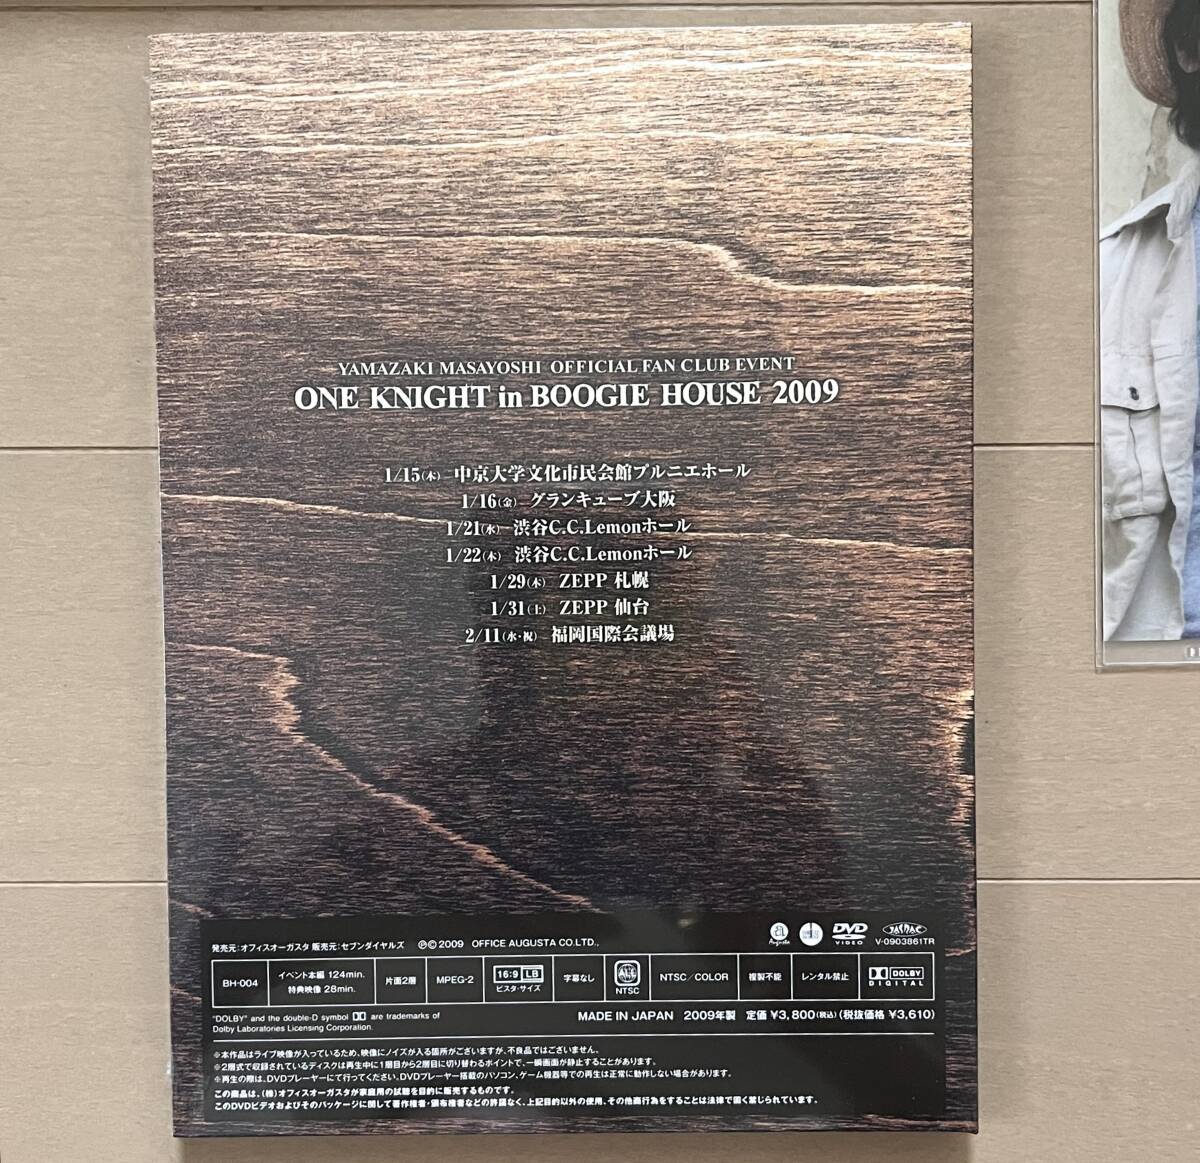 YAMAZAKI MASAYOSHI OFFICIAL FAN CLUB EVENT
ONE KNIGHT in BOOGIE HOUSE 2009
1/15(木) 中京大学文化市民会館プルニエホール
1/16(金) グランキューブ大阪
1/21(水) 渋谷C.C.Lemonホール
1/22(木) 渋谷C.C.Lemonホール
1/29(木) ZEPP 札幌
1/31(土) ZEPP 仙台
2/11(水・祝) 福岡国際会議場
発売元:オフィスオーガスタ 販売元:セブンダイヤルズ ℗©2009 OFFICE AUGUSTA CO.LTD.,
Augusta
DVD VIDEO
JASRAC
V-0903861TR
BH-004
イベント本編 124min.
特典映像 28min.
片面2層
MPEG-2
16:9 LB
ビスタ・サイズ
字幕なし
ALL
NTSC
NTSC/COLOR
複製不能
レンタル禁止
DOLBY
DIGITAL
"DOLBY" and the double-D symbol are trademarks of
Dolby Laboratories Licensing Corporation.
MADE IN JAPAN 2009年製 定価 ¥3,800(税込)(税抜価格 ¥3,610)
※本作品はライブ映像が入っているため、映像にノイズが入る箇所がございますが、不良品ではございません。
※2層式で収録されているディスクは再生中に1層目から2層目に切り替わるポイントで、一瞬画面が静止することがあります。
※再生の際は、DVDプレーヤーにて行ってください。DVDプレーヤー搭載のパソコン、ゲーム機器等での再生は正常に動作しない場合があります。
この商品は、(株)オフィスオーガスタが家庭用の試聴を目的に販売するものです。
このDVDビデオおよびそのパッケージに関して著作権者・頒布権者などの許諾なく、上記目的以外の使用、その他商行為をすることは法律で固く禁じられています。